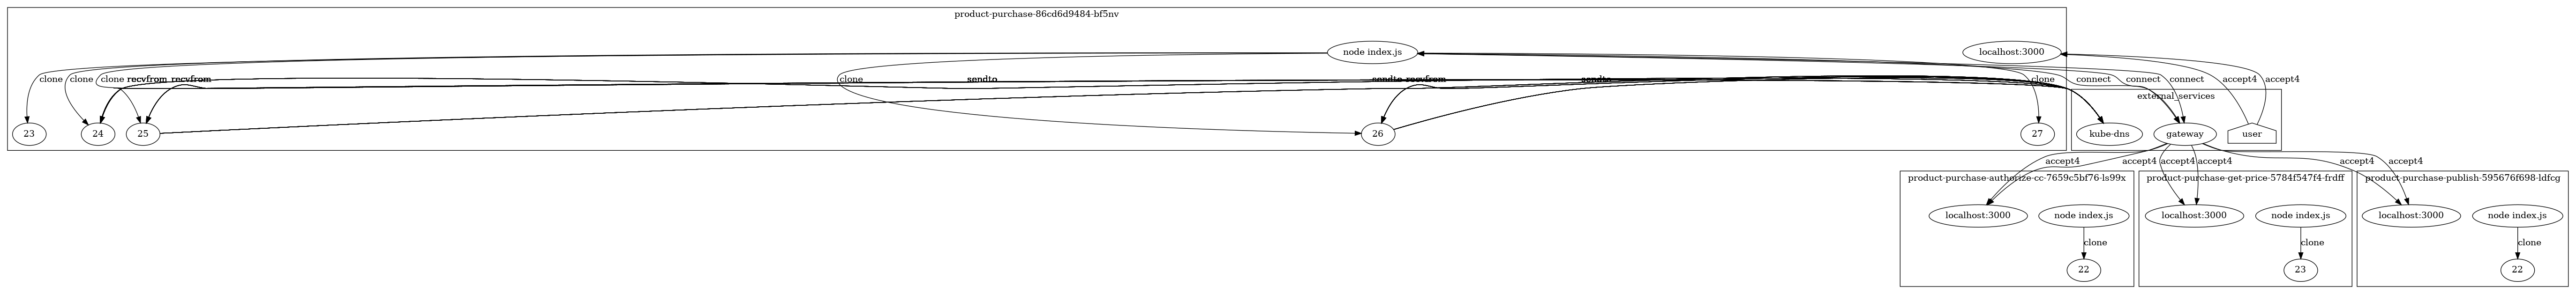 product-purchase-86cd6d9484-bf5nv
node index.js
localhost:3000
clone
clone
clone
recvfrom
recvfrom
clone
sendto
sendto
recvfrom
sendto
clone
connect
connect
connect
accept4
accept4
external_services
23
24
25
26
27
kube-dns
gateway
user
accept4
accept4
accept4
accept4
accept4
accept4
product-purchase-authorize-cc-7659c5bf76-ls99x
product-purchase-get-price-5784f547f4-frdff
product-purchase-publish-595676f698-ldfcg
localhost:3000
node index.js
localhost:3000
node index.js
localhost:3000
node index.js
clone
clone
clone
22
23
22